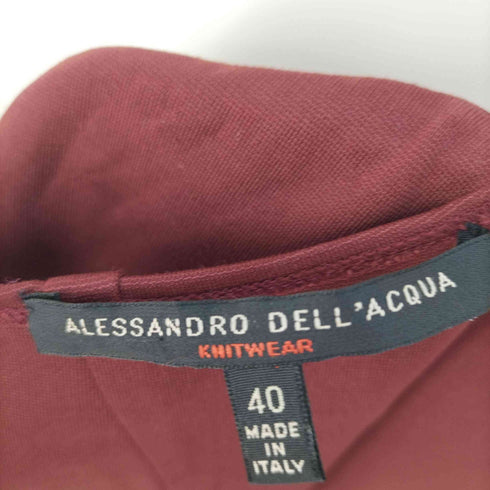 ALESSANDRO DELL'ACQUA
KNITWEAR
40
MADE
IN
ITALY